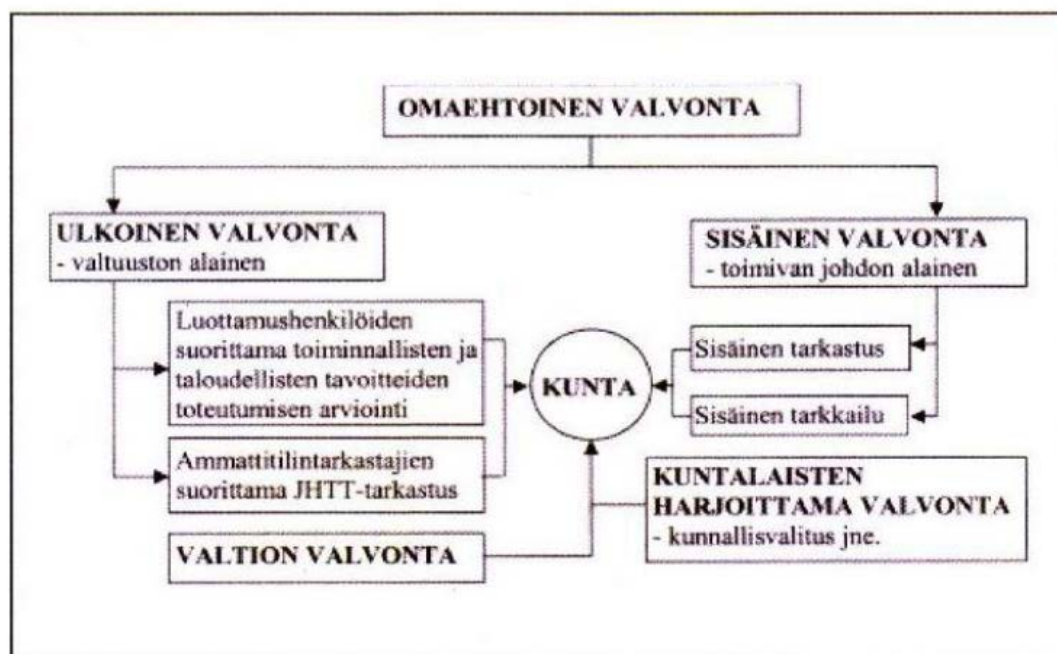 OMAEHTOINEN VALVONTA
ULKOINEN VALVONTA
- valtuuston alainen
SISÄINEN VALVONTA
- toimivan johdon alainen
Luottamushenkilöiden
suorittama toiminnallisten ja
taloudellisten tavoitteiden
toteutumisen arviointi
Ammattitilintarkastajien
suorittama JHTT-tarkastus
KUNTA
Sisäinen tarkastus
Sisäinen tarkkailu
VALTION VALVONTA
KUNTALAISTEN
HARJOITTAMA VALVONTA
- kunnallisvalitus jne.